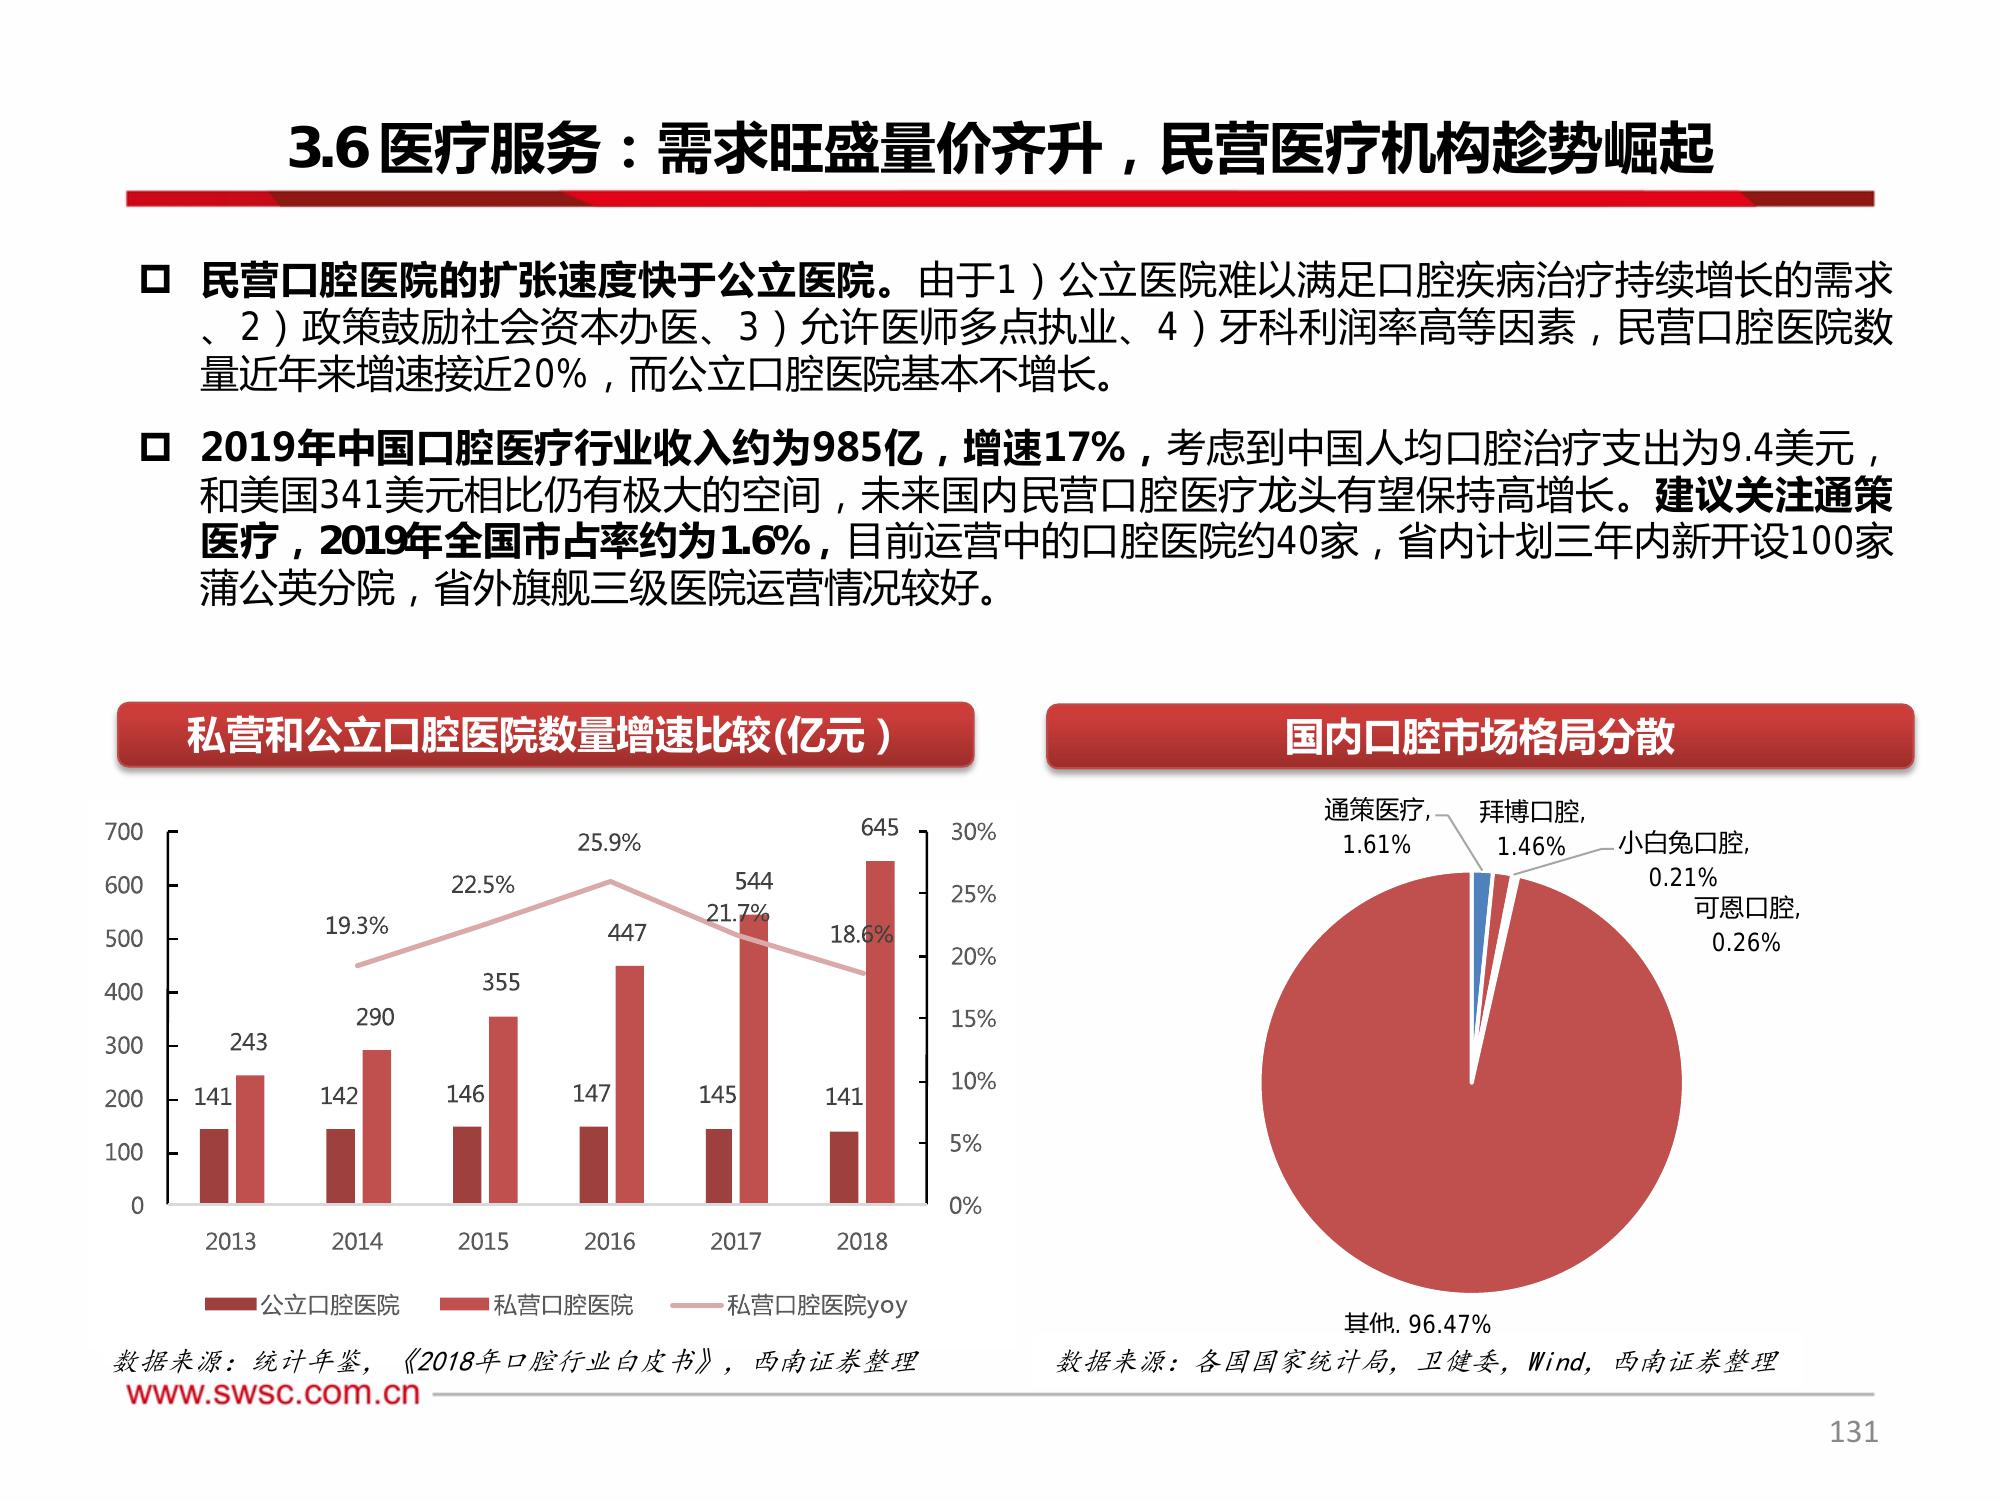 3.6 医疗服务：需求旺盛量价齐升，民营医疗机构趁势崛起
民营口腔医院的扩张速度快于公立医院。由于1）公立医院难以满足口腔疾病治疗持续增长的需求
、2）政策鼓励社会资本办医、3）允许医师多点执业、4）牙科利润率高等因素，民营口腔医院数
量近年来增速接近20%，而公立口腔医院基本不增长。
2019年中国口腔医疗行业收入约为985亿，增速17%，考虑到中国人均口腔治疗支出为9.4美元，
和美国341美元相比仍有极大的空间，未来国内民营口腔医疗龙头有望保持高增长。建议关注通策
医疗，2019年全国市占率约为1.6%，目前运营中的口腔医院约40家，省内计划三年内新开设100家
蒲公英分院，省外旗舰三级医院运营情况较好。
私营和公立口腔医院数量增速比较(亿元）
700
600
500
400
300
200
100
0
30%
25%
20%
15%
10%
5%
0%
19.3%
22.5%
25.9%
21.7%
18.6%
141
243
142
290
146
355
147
447
145
544
141
645
2013
2014
2015
2016
2017
2018
公立口腔医院
私营口腔医院
私营口腔医院yoy
数据来源：统计年鉴，《2018年口腔行业白皮书》，西南证券整理
国内口腔市场格局分散
通策医疗,
1.61%
拜博口腔,
1.46%
小白兔口腔,
0.21%
可恩口腔,
0.26%
其他, 96.47%
数据来源：各国国家统计局，卫健委，Wind，西南证券整理
www.swsc.com.cn
131